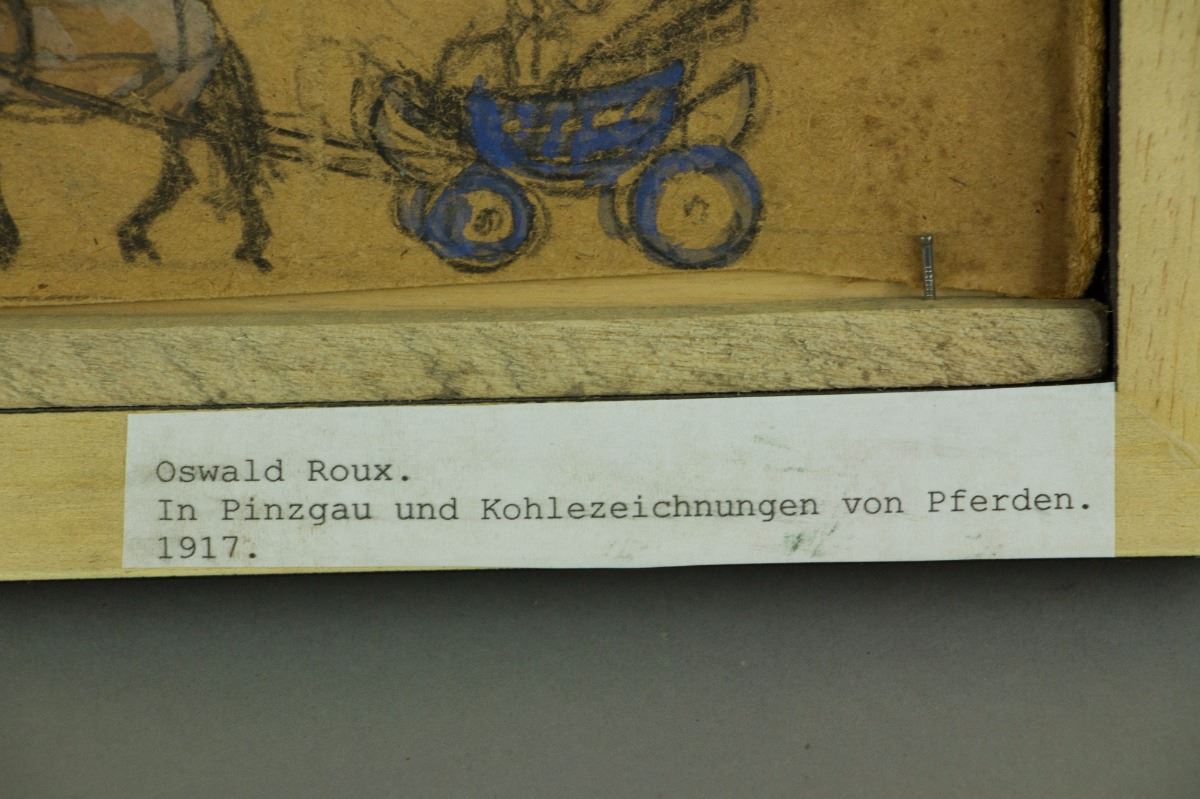 Oswald Roux.
In Pinzgau und Kohlezeichnungen von Pferden.
1917.